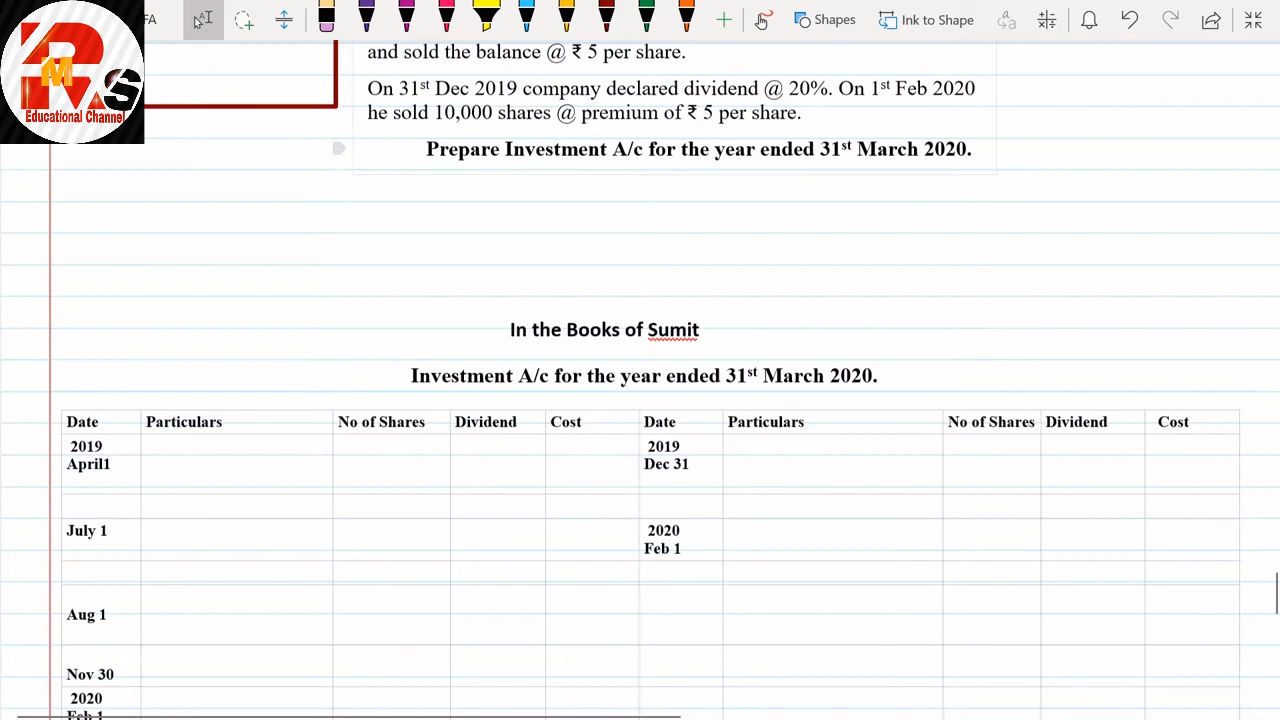 FA
Shapes
Ink to Shape
R
M
S
Educational Channel
and sold the balance @ ₹ 5 per share.
On 31st Dec 2019 company declared dividend @ 20%. On 1st Feb 2020
he sold 10,000 shares @ premium of ₹ 5 per share.
Prepare Investment A/c for the year ended 31st March 2020.
In the Books of Sumit
Investment A/c for the year ended 31st March 2020.
Date Particulars No of Shares Dividend Cost Date Particulars No of Shares Dividend Cost
2019 2019
April1 Dec 31
July 1 2020
Feb 1
Aug 1
Nov 30
2020
Feb 1